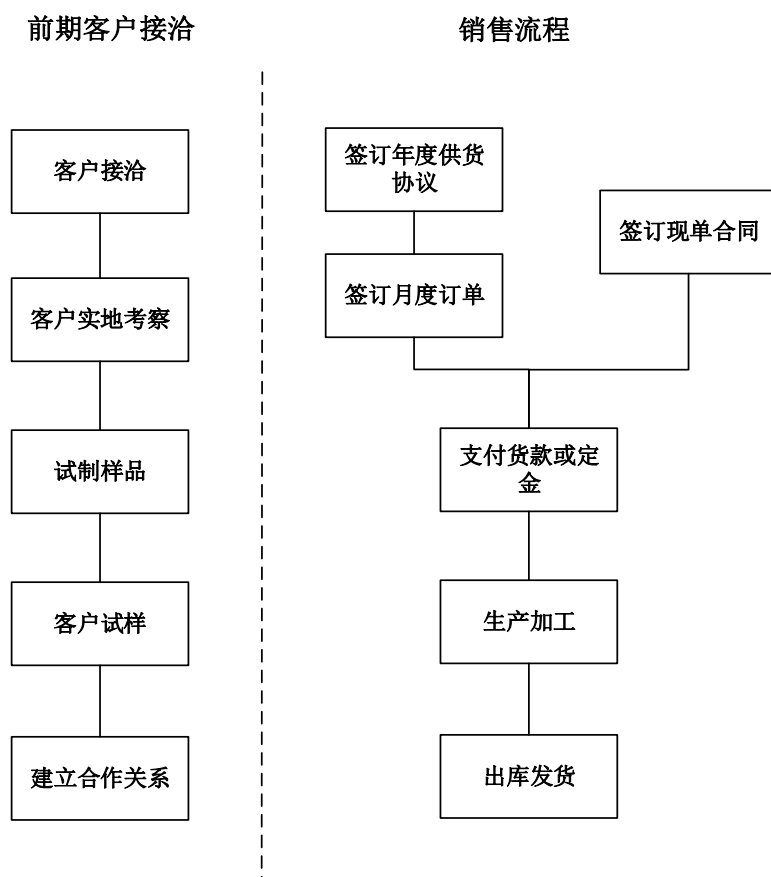 前期客户接洽
销售流程
客户接洽
客户实地考察
试制样品
客户试样
建立合作关系
签订年度供货
协议
签订现单合同
签订月度订单
支付货款或定
金
生产加工
出库发货